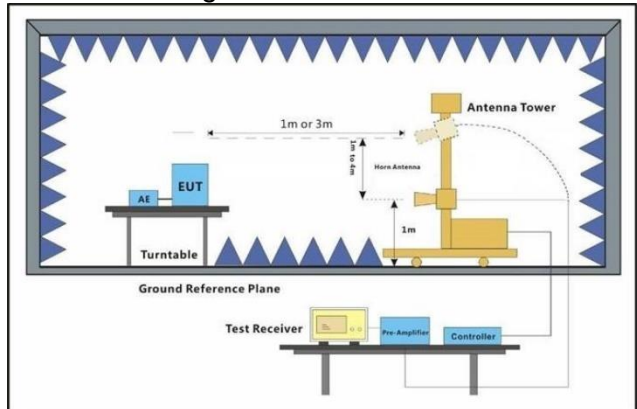 Antenna Tower
1m or 3m
1m to 4m
Horn Antenna
EUT
AE
1m
Turntable
Ground Reference Plane
Test Receiver
Pre-Amplifier
Controller